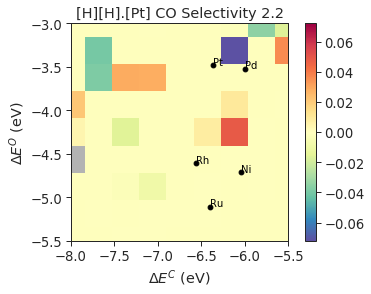 [H][H].[Pt] CO Selectivity 2.2
ΔE^O (eV)
−3.0
−3.5
−4.0
−4.5
−5.0
−5.5
Pt
Pd
Rh
Ni
Ru
−8.0 −7.5 −7.0 −6.5 −6.0 −5.5
ΔE^C (eV)
0.06
0.04
0.02
0.00
−0.02
−0.04
−0.06